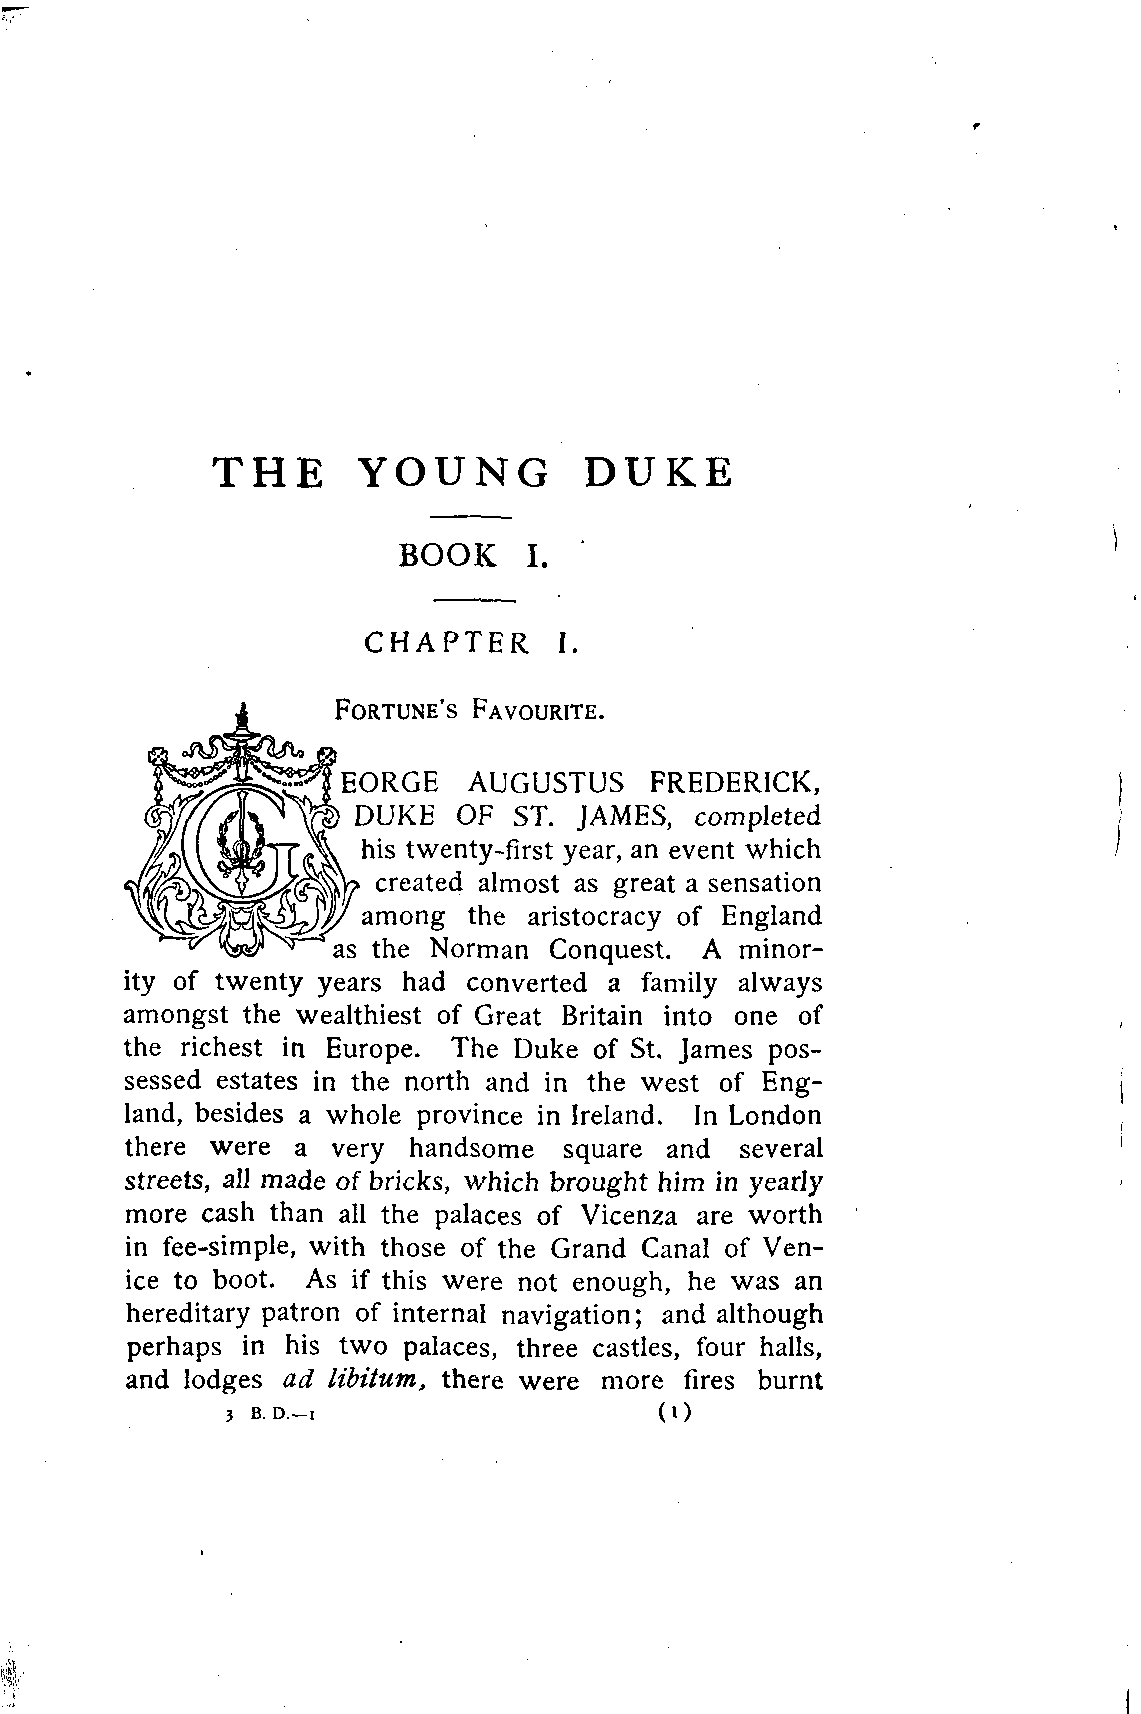 THE YOUNG DUKE
BOOK I.
CHAPTER I.
FORTUNE'S FAVOURITE.
GEORGE AUGUSTUS FREDERICK,
DUKE OF ST. JAMES, completed
his twenty-first year, an event which
created almost as great a sensation
among the aristocracy of England
as the Norman Conquest. A minor-
ity of twenty years had converted a family always
amongst the wealthiest of Great Britain into one of
the richest in Europe. The Duke of St. James pos-
sessed estates in the north and in the west of Eng-
land, besides a whole province in Ireland. In London
there were a very handsome square and several
streets, all made of bricks, which brought him in yearly
more cash than all the palaces of Vicenza are worth
in fee-simple, with those of the Grand Canal of Ven-
ice to boot. As if this were not enough, he was an
hereditary patron of internal navigation; and although
perhaps in his two palaces, three castles, four halls,
and lodges ad libitum, there were more fires burnt
3 B. D.—1 (1)